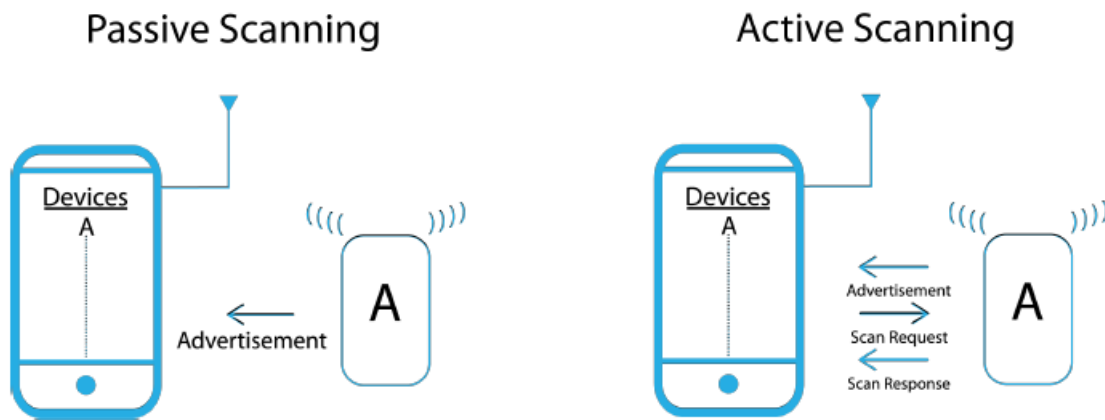 Passive Scanning
Active Scanning
Devices
A
A
Advertisement
Devices
A
A
Advertisement
Scan Request
Scan Response